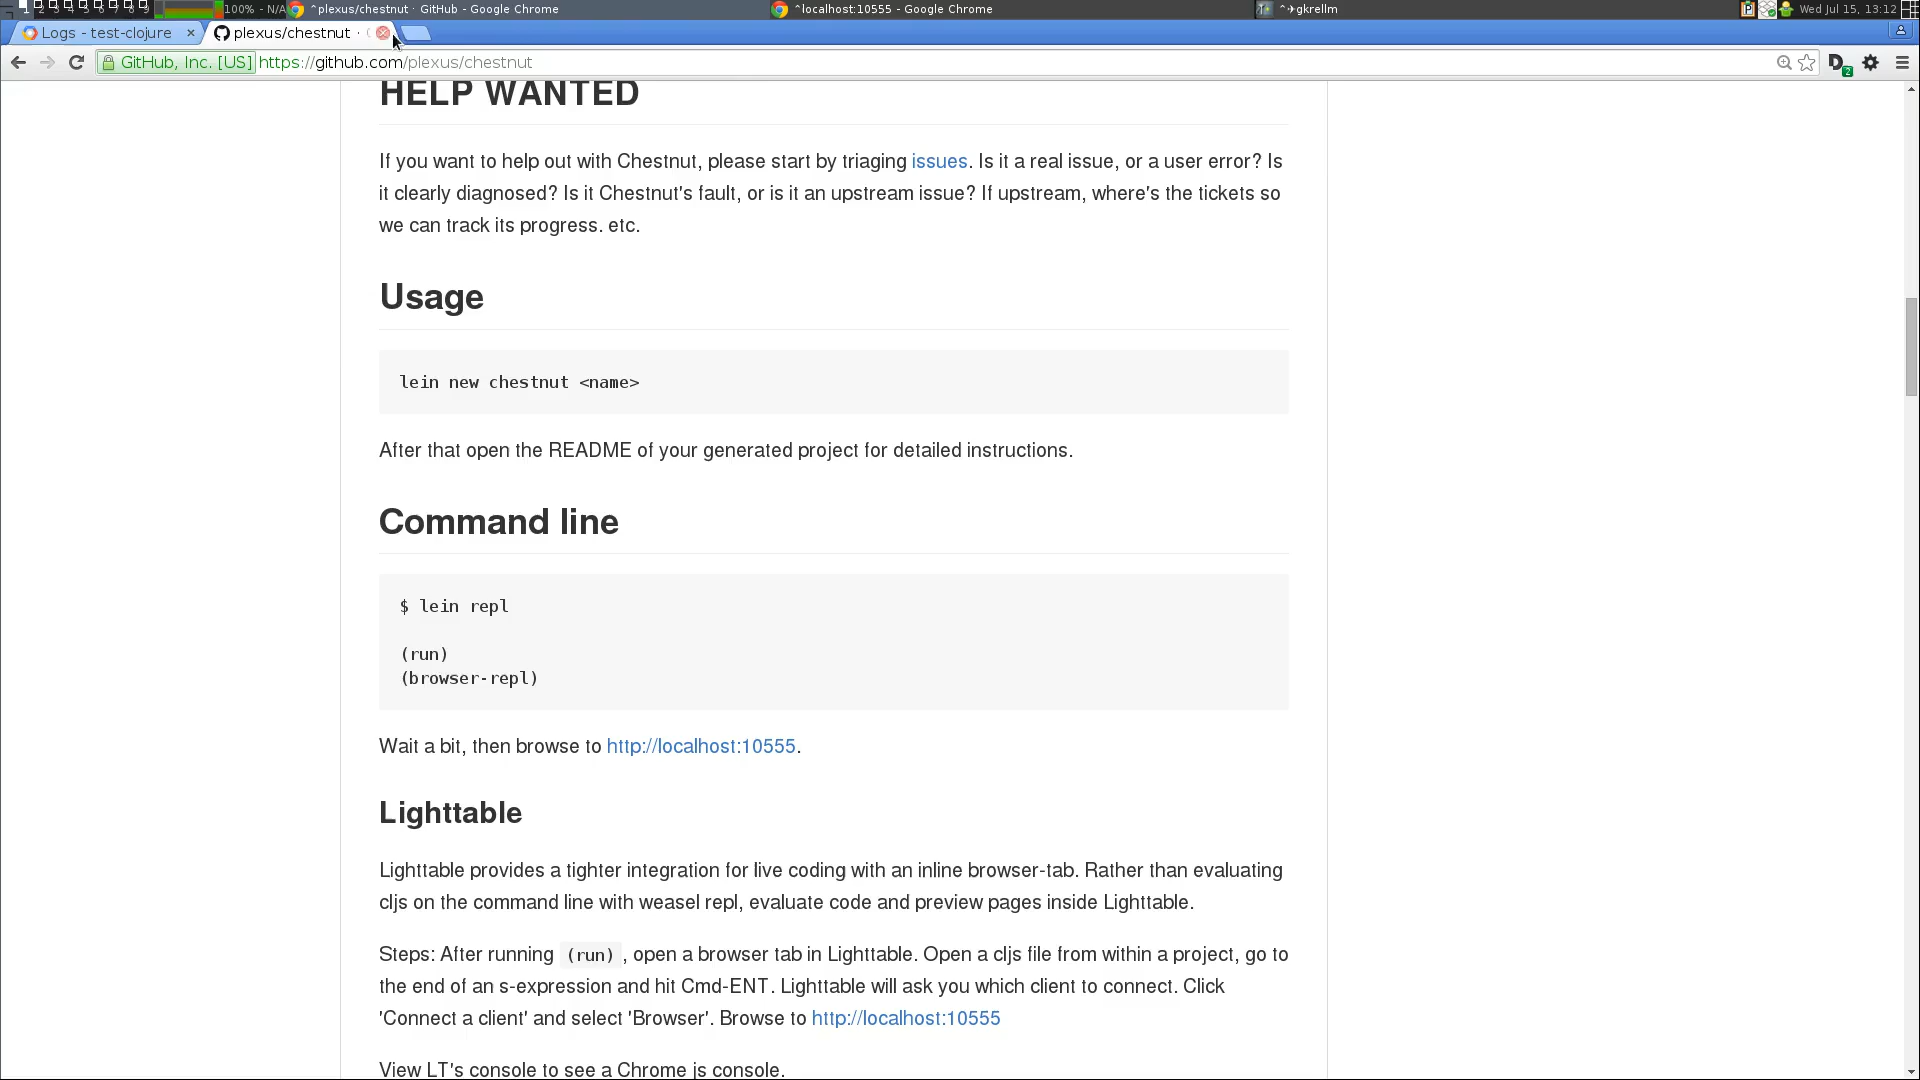 1 2 3 4 5 6 7 8 9 100% - N/A ^plexus/chestnut · GitHub - Google Chrome ^localhost:10555 - Google Chrome ^✈gkrellm Wed Jul 15, 13:12
Logs - test-clojure × plexus/chestnut ·
GitHub, Inc. [US] https://github.com/plexus/chestnut 2
HELP WANTED
If you want to help out with Chestnut, please start by triaging issues. Is it a real issue, or a user error? Is
it clearly diagnosed? Is it Chestnut's fault, or is it an upstream issue? If upstream, where's the tickets so
we can track its progress. etc.
Usage
lein new chestnut <name>
After that open the README of your generated project for detailed instructions.
Command line
$ lein repl
(run)
(browser-repl)
Wait a bit, then browse to http://localhost:10555.
Lighttable
Lighttable provides a tighter integration for live coding with an inline browser-tab. Rather than evaluating
cljs on the command line with weasel repl, evaluate code and preview pages inside Lighttable.
Steps: After running (run) , open a browser tab in Lighttable. Open a cljs file from within a project, go to
the end of an s-expression and hit Cmd-ENT. Lighttable will ask you which client to connect. Click
'Connect a client' and select 'Browser'. Browse to http://localhost:10555
View LT's console to see a Chrome js console.